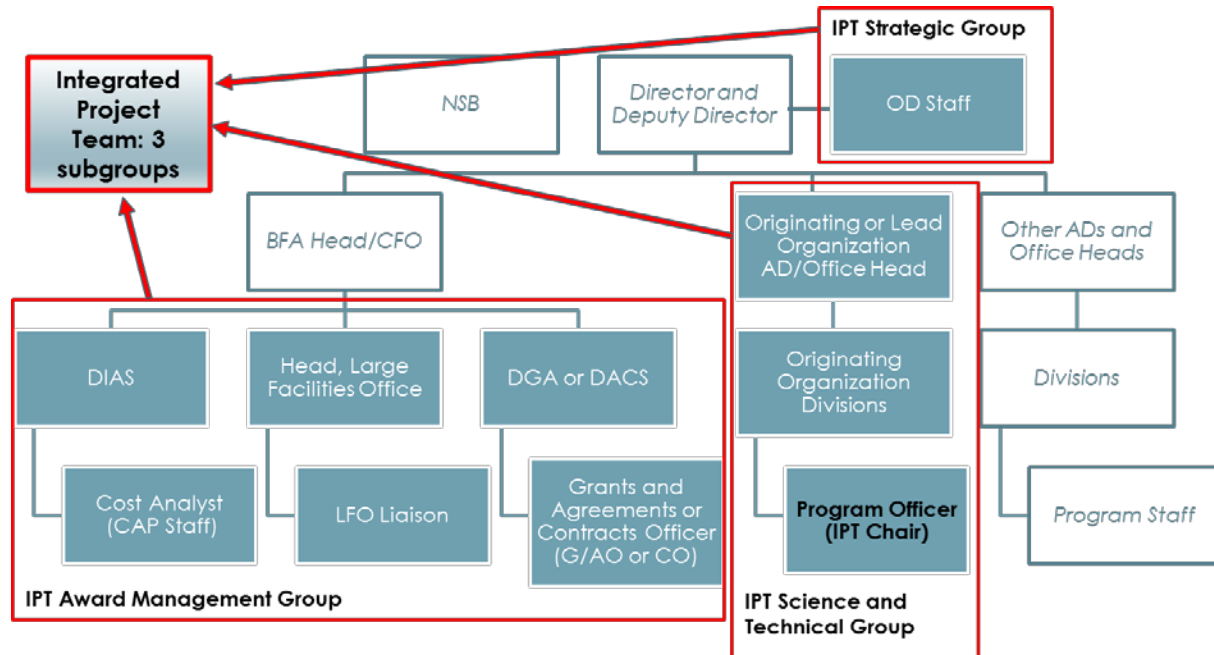 IPT Strategic Group
Integrated
Project
Team: 3
subgroups
NSB
Director and
Deputy Director
OD Staff
BFA Head/CFO
Originating or Lead
Organization
AD/Office Head
Other ADs and
Office Heads
DIAS
Head, Large
Facilities Office
DGA or DACS
Originating
Organization
Divisions
Divisions
Cost Analyst
(CAP Staff)
LFO Liaison
Grants and
Agreements or
Contracts Officer
(G/AO or CO)
Program Officer
(IPT Chair)
Program Staff
IPT Award Management Group
IPT Science and
Technical Group